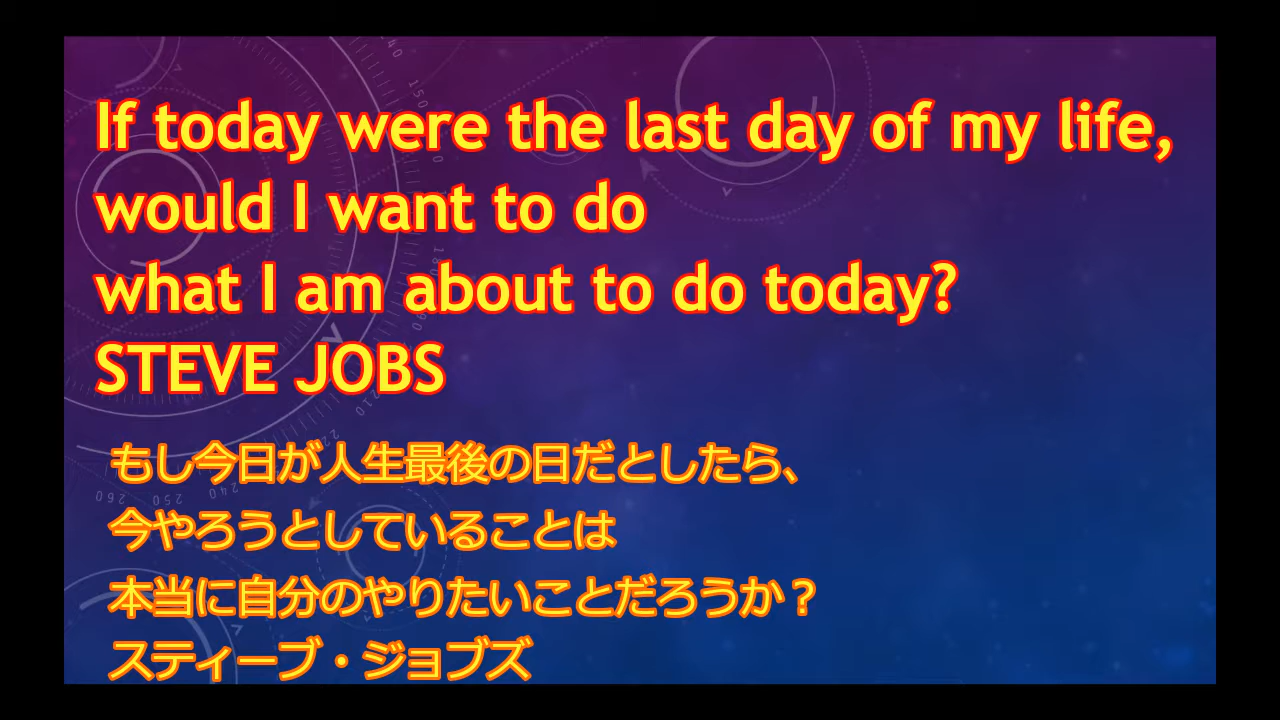 If today were the last day of my life,
would I want to do
what I am about to do today?
STEVE JOBS
もし今日が人生最後の日だとしたら、
今やろうとしていることは
本当に自分のやりたいことだろうか？
スティーブ・ジョブズ